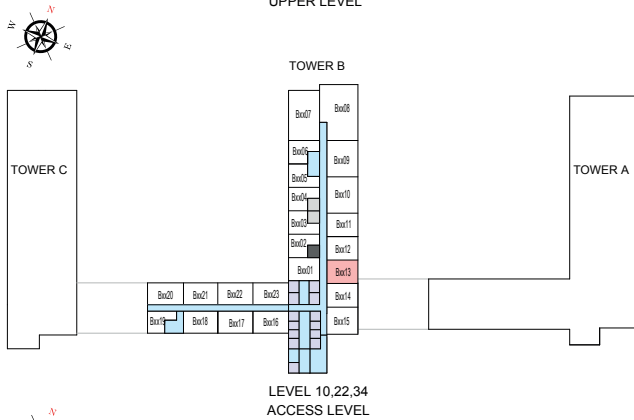 UPPER LEVEL
N
W
E
S
TOWER B
Bxx07
Bxx08
Bxx06
Bxx09
TOWER C
TOWER A
Bxx05
Bxx04
Bxx10
Bxx03
Bxx11
Bxx02
Bxx12
Bxx01
Bxx13
Bxx20
Bxx21
Bxx22
Bxx23
Bxx14
Bxx19
Bxx18
Bxx17
Bxx16
Bxx15
LEVEL 10,22,34
ACCESS LEVEL
N